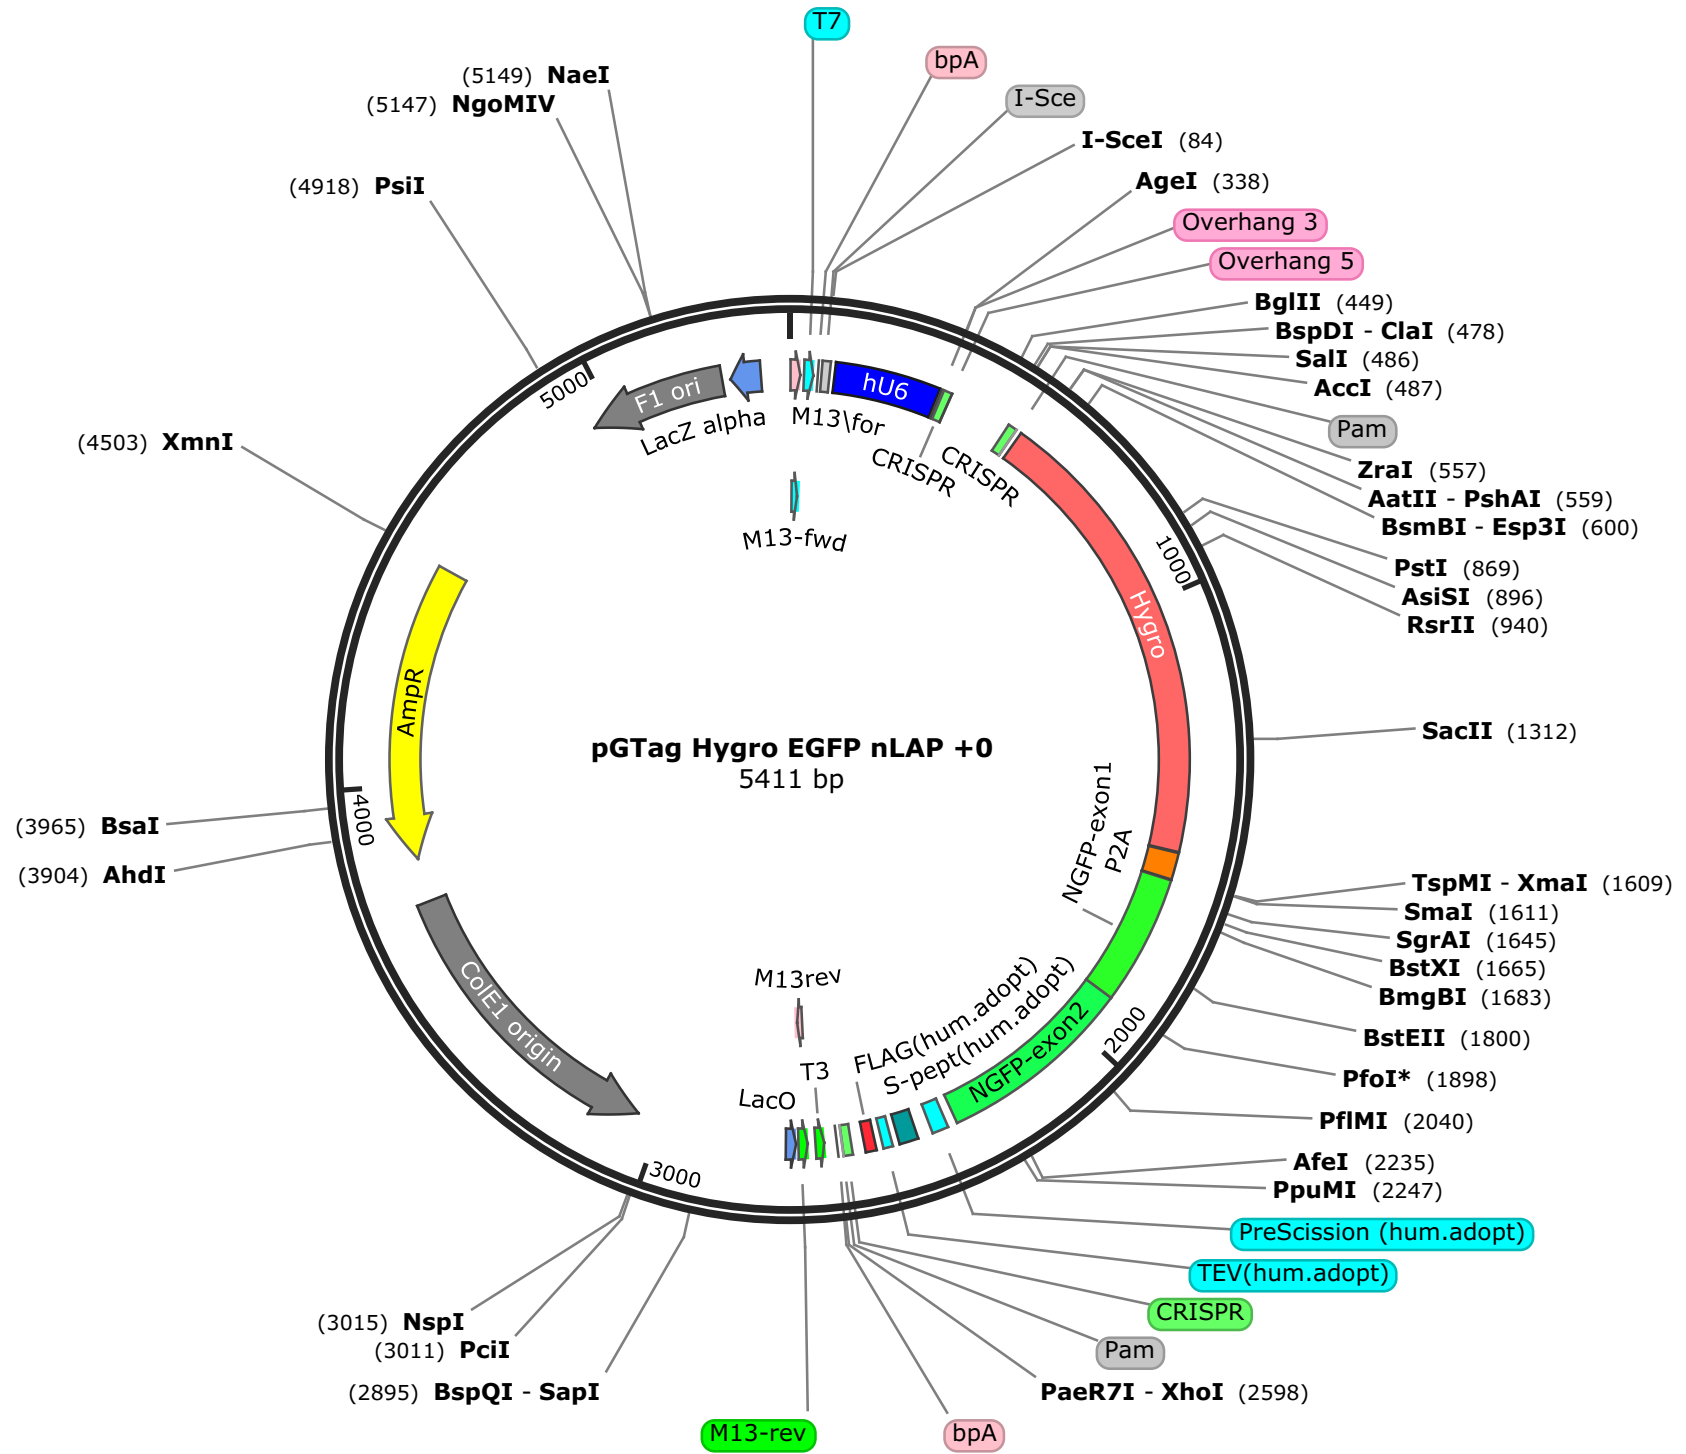 T7
bpA
I-Sce
I-SceI (84)
AgeI (338)
Overhang 3
Overhang 5
BglII (449)
BspDI - ClaI (478)
SalI (486)
AccI (487)
Pam
ZraI (557)
AatII - PshAI (559)
BsmBI - Esp3I (600)
PstI (869)
AsiSI (896)
RsrII (940)
SacII (1312)
TspMI - XmaI (1609)
SmaI (1611)
SgrAI (1645)
BstXI (1665)
BmgBI (1683)
BstEII (1800)
PfoI* (1898)
PflMI (2040)
AfeI (2235)
PpuMI (2247)
PreScission (hum.adopt)
TEV(hum.adopt)
CRISPR
Pam
PaeR7I - XhoI (2598)
bpA
M13-rev
(2895) BspQI - SapI
(3011) PciI
(3015) NspI
(3904) AhdI
(3965) BsaI
(4503) XmnI
(4918) PsiI
(5147) NgoMIV
(5149) NaeI
1000
2000
3000
4000
5000
F1 ori
LacZ alpha
M13\for
hU6
CRISPR
CRISPR
M13-fwd
Hygro
AmpR
pGTag Hygro EGFP nLAP +0
5411 bp
NGFP-exon1
P2A
NGFP-exon2
S-pept(hum.adopt)
FLAG(hum.adopt)
M13rev
T3
LacO
ColE1 origin